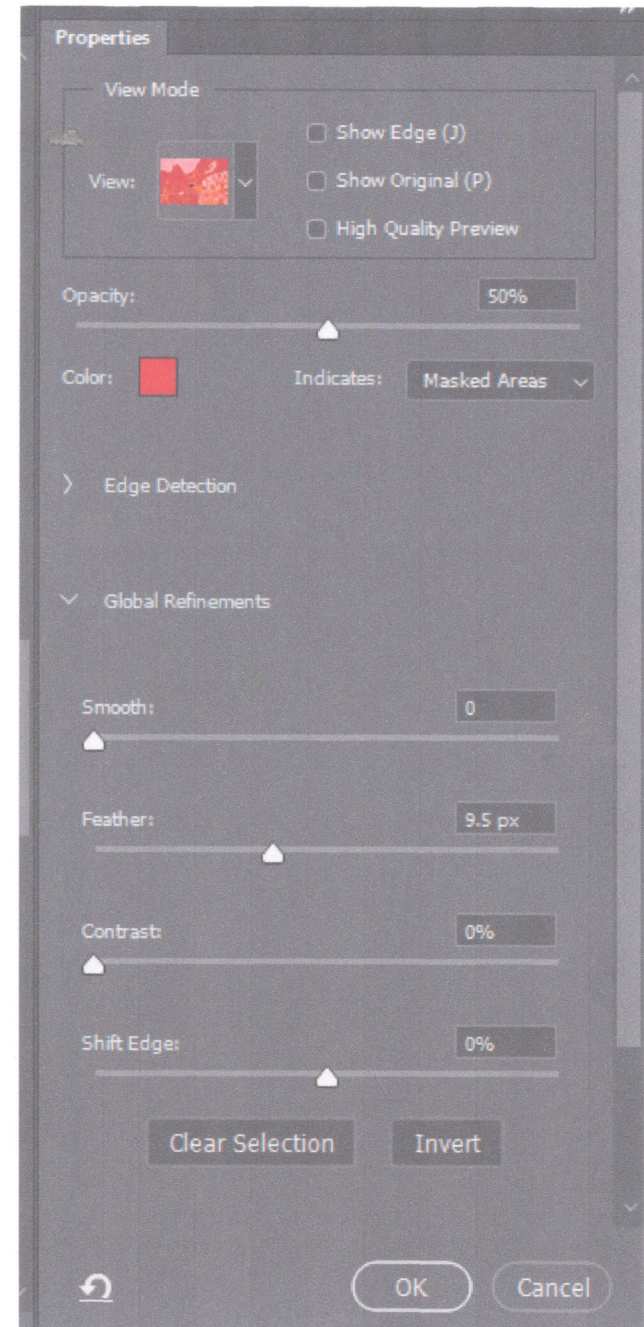 Properties
View Mode
Show Edge (J)
View:
Show Original (P)
High Quality Preview
Opacity: 50%
Color: Indicates: Masked Areas
Edge Detection
Global Refinements
Smooth: 0
Feather: 9.5 px
Contrast: 0%
Shift Edge: 0%
Clear Selection Invert
OK Cancel